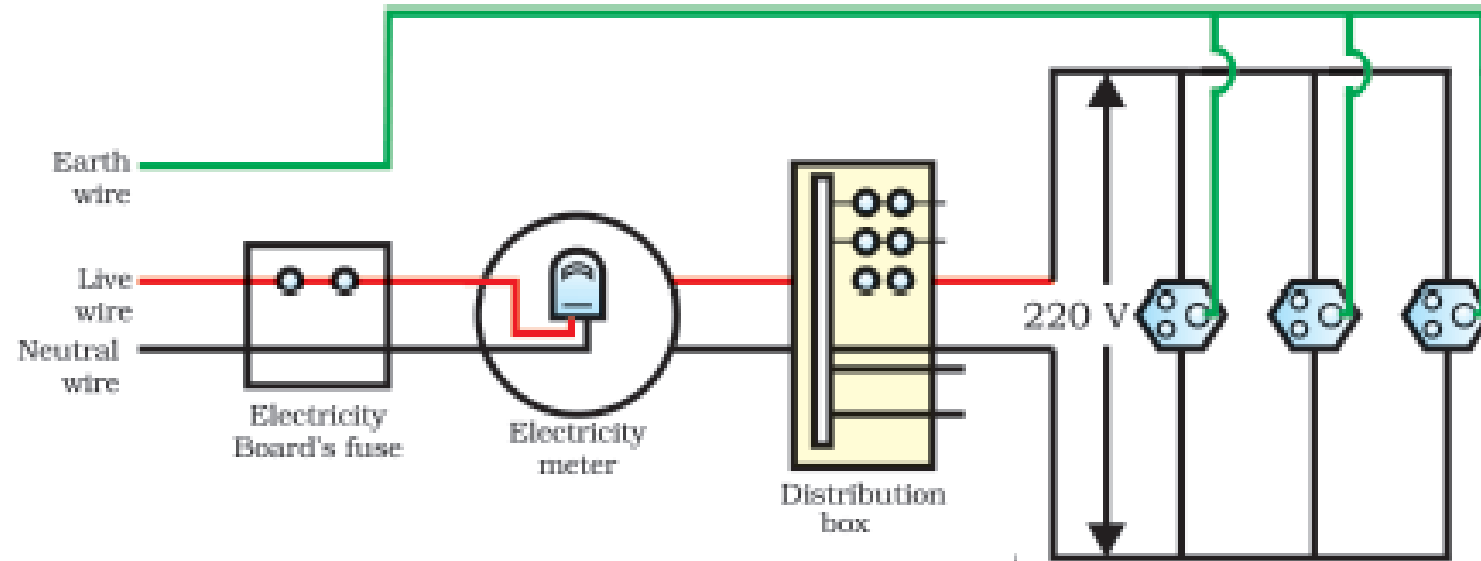 Earth
wire
Live
wire
Neutral
wire
Electricity
Board's fuse
Electricity
meter
Distribution
box
220 V